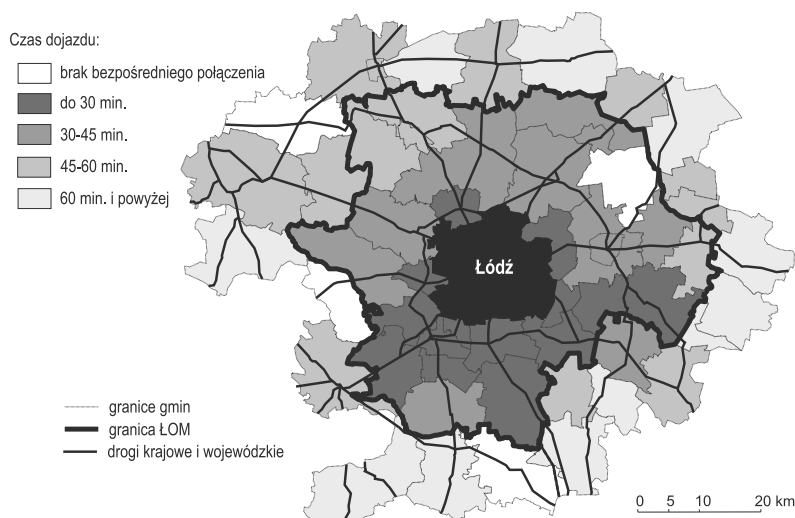 Czas dojazdu:
brak bezpośredniego połączenia
do 30 min.
30-45 min.
45-60 min.
60 min. i powyżej
Łódź
granice gmin
granica ŁOM
drogi krajowe i wojewódzkie
0 5 10 20 km